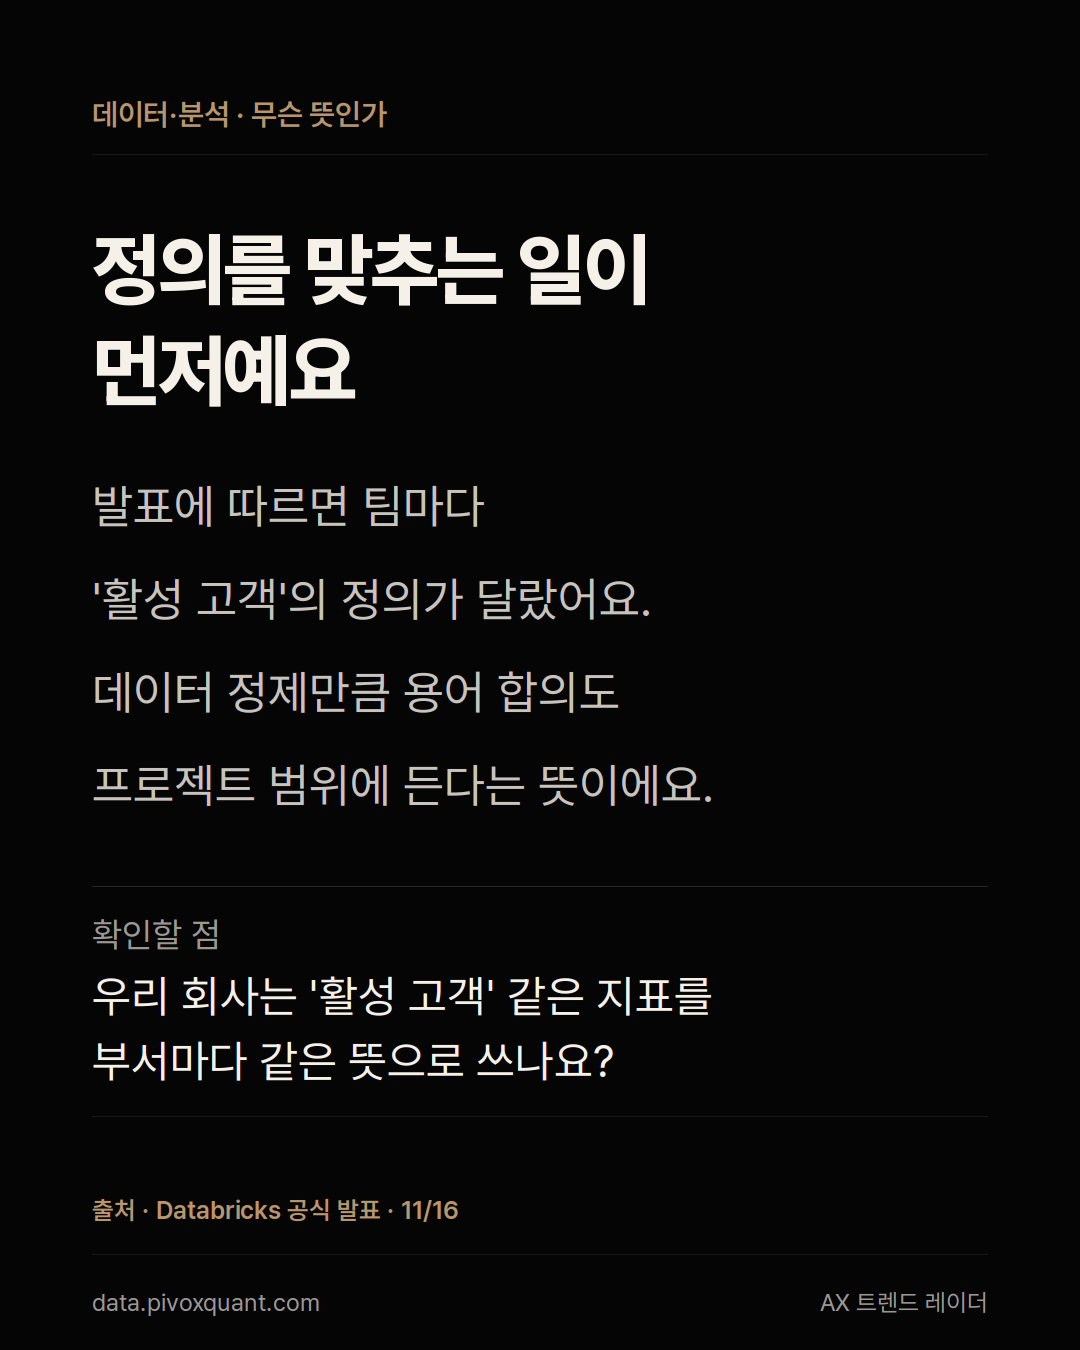 데이터·분석 · 무슨 뜻인가
정의를 맞추는 일이
먼저예요
발표에 따르면 팀마다
'활성 고객'의 정의가 달랐어요.
데이터 정제만큼 용어 합의도
프로젝트 범위에 든다는 뜻이에요.
확인할 점
우리 회사는 '활성 고객' 같은 지표를
부서마다 같은 뜻으로 쓰나요?
출처 · Databricks 공식 발표 · 11/16
data.pivoxquant.com
AX 트렌드 레이더